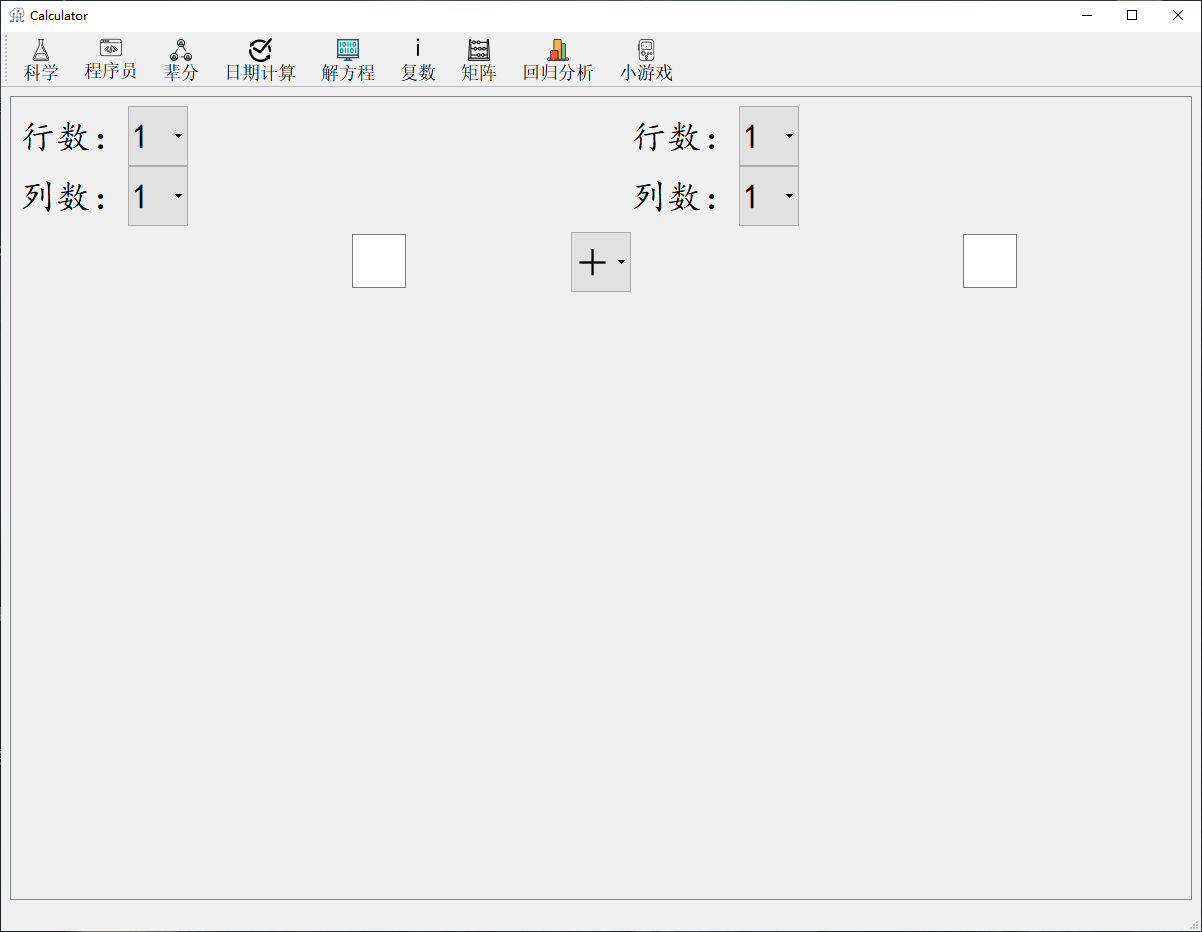 Calculator
科学 程序员 辈分 日期计算 解方程 复数 矩阵 回归分析 小游戏
行数： 1 行数： 1
列数： 1 列数： 1
+